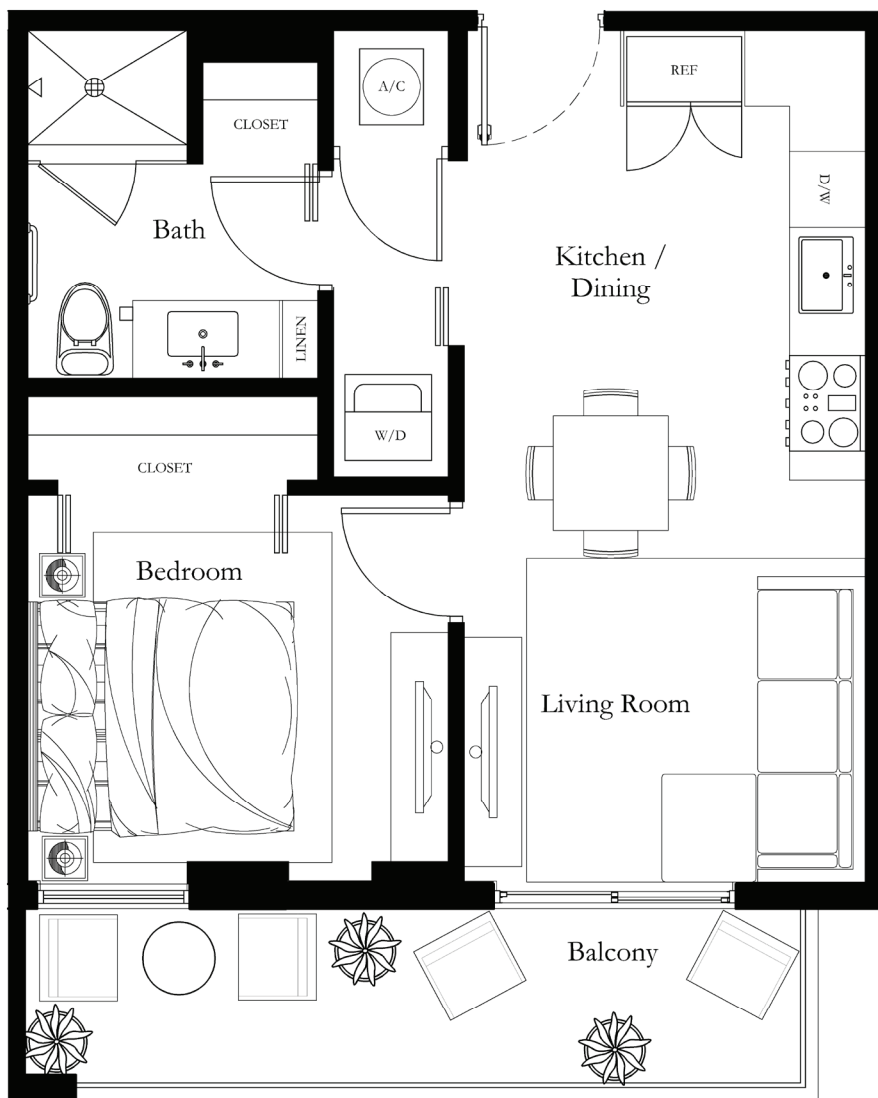 A/C
REF
CLOSET
D/W
Bath
Kitchen /
Dining
LINEN
W/D
CLOSET
Bedroom
Living Room
Balcony